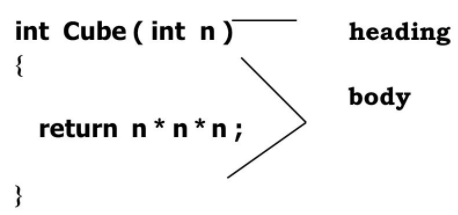 int Cube ( int n ) heading
{
body
return n * n * n ;
}